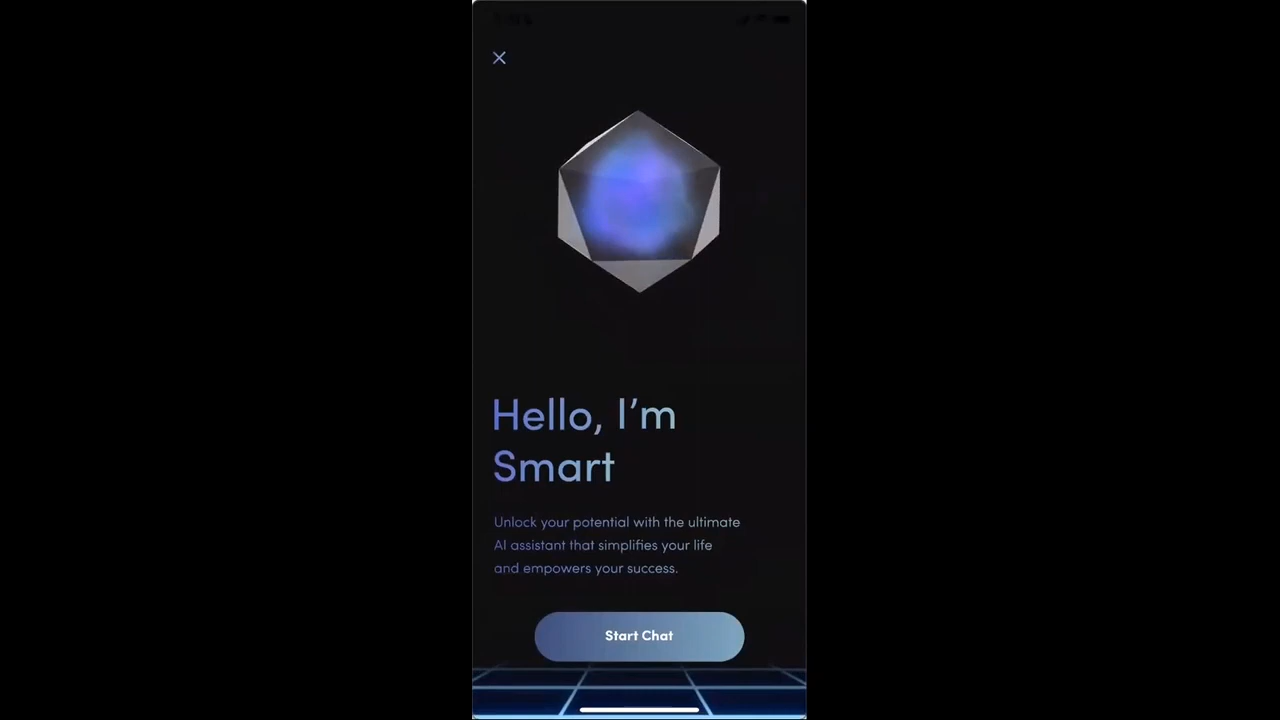 Hello, I’m
Smart
Unlock your potential with the ultimate
AI assistant that simplifies your life
and empowers your success.
Start Chat